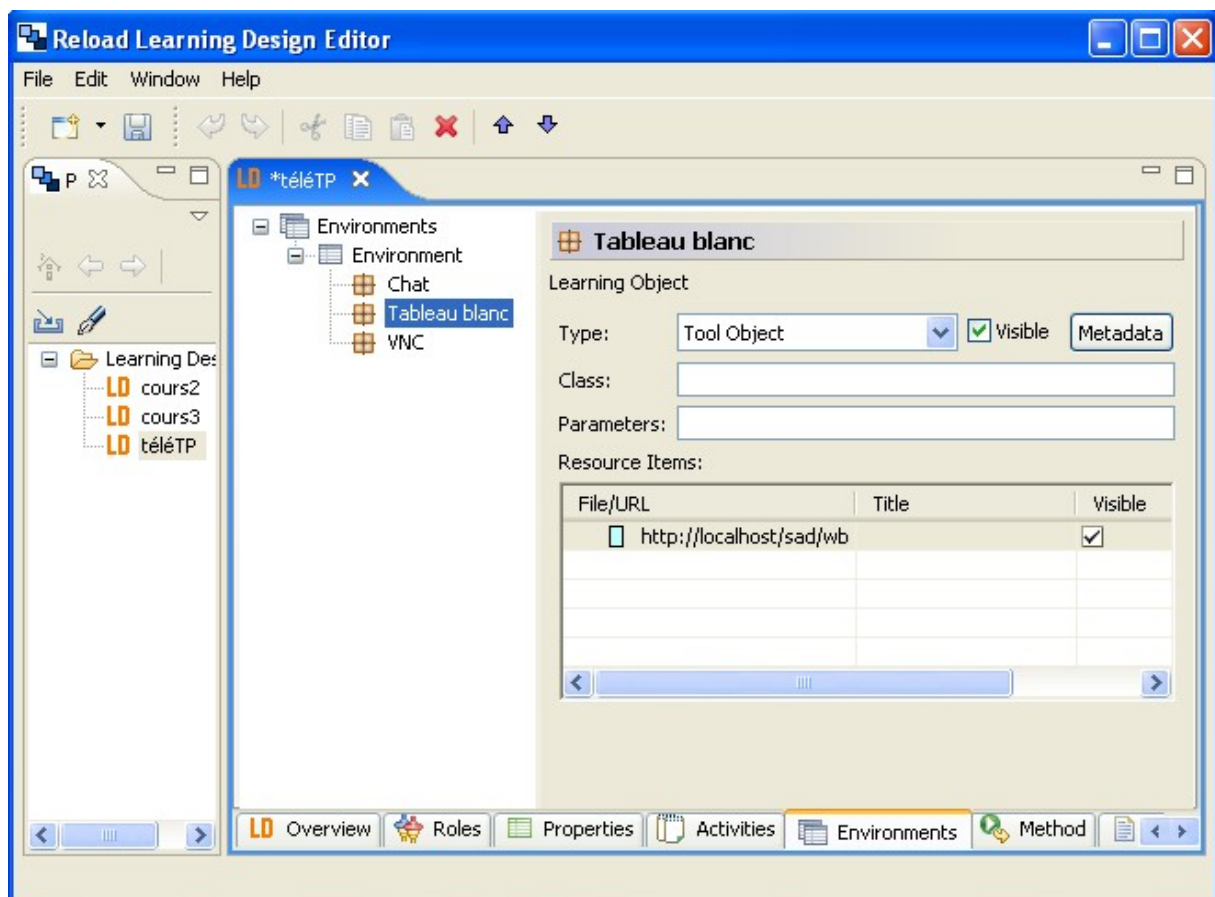 Reload Learning Design Editor
File Edit Window Help
P
LD *téléTP
Learning Des
LD cours2
LD cours3
LD téléTP
Environments
Environment
Chat
Tableau blanc
VNC
Tableau blanc
Learning Object
Type: Tool Object Visible Metadata
Class:
Parameters:
Resource Items:
File/URL Title Visible
http://localhost/sad/wb
LD Overview Roles Properties Activities Environments Method